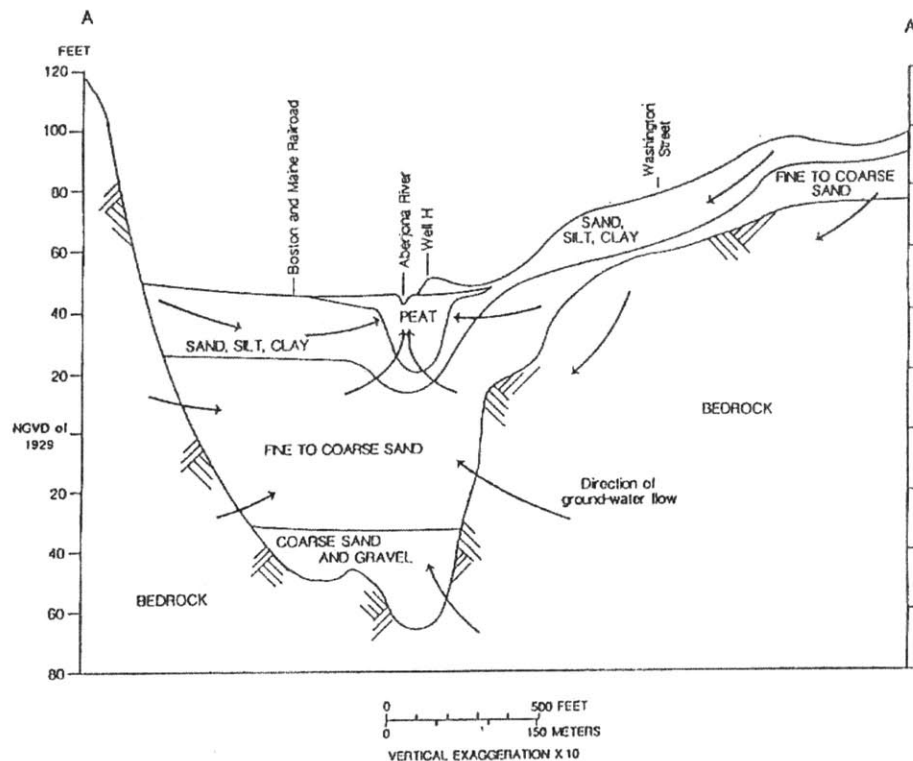 A
A
FEET
120
100
80
60
40
20
NGVD of
1929
20
40
60
80
Boston and Maine Railroad
Aberjona River
Well H
Washington
Street
FINE TO COARSE
SAND
SAND,
SILT, CLAY
PEAT
SAND, SILT, CLAY
BEDROCK
FINE TO COARSE SAND
Direction of
ground-water flow
COARSE SAND
AND GRAVEL
BEDROCK
0 500 FEET
0 150 METERS
VERTICAL EXAGGERATION X 10